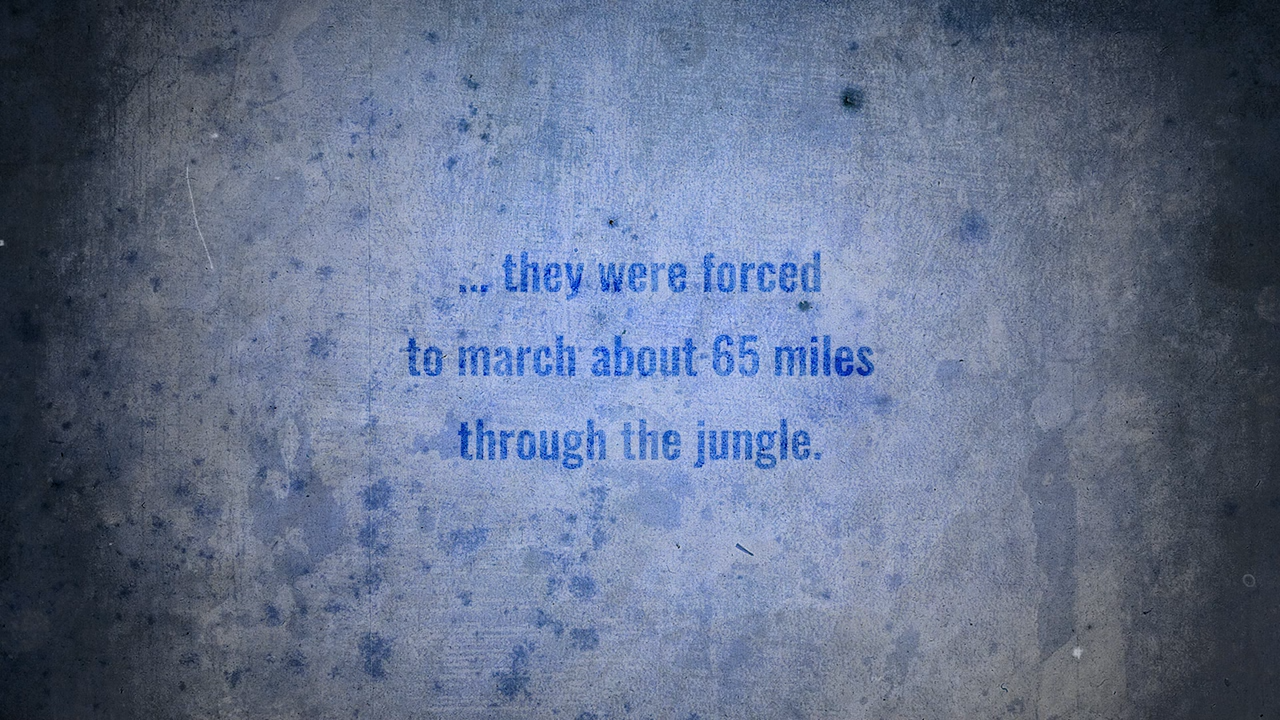 ... they were forced
to march about 65 miles
through the jungle.